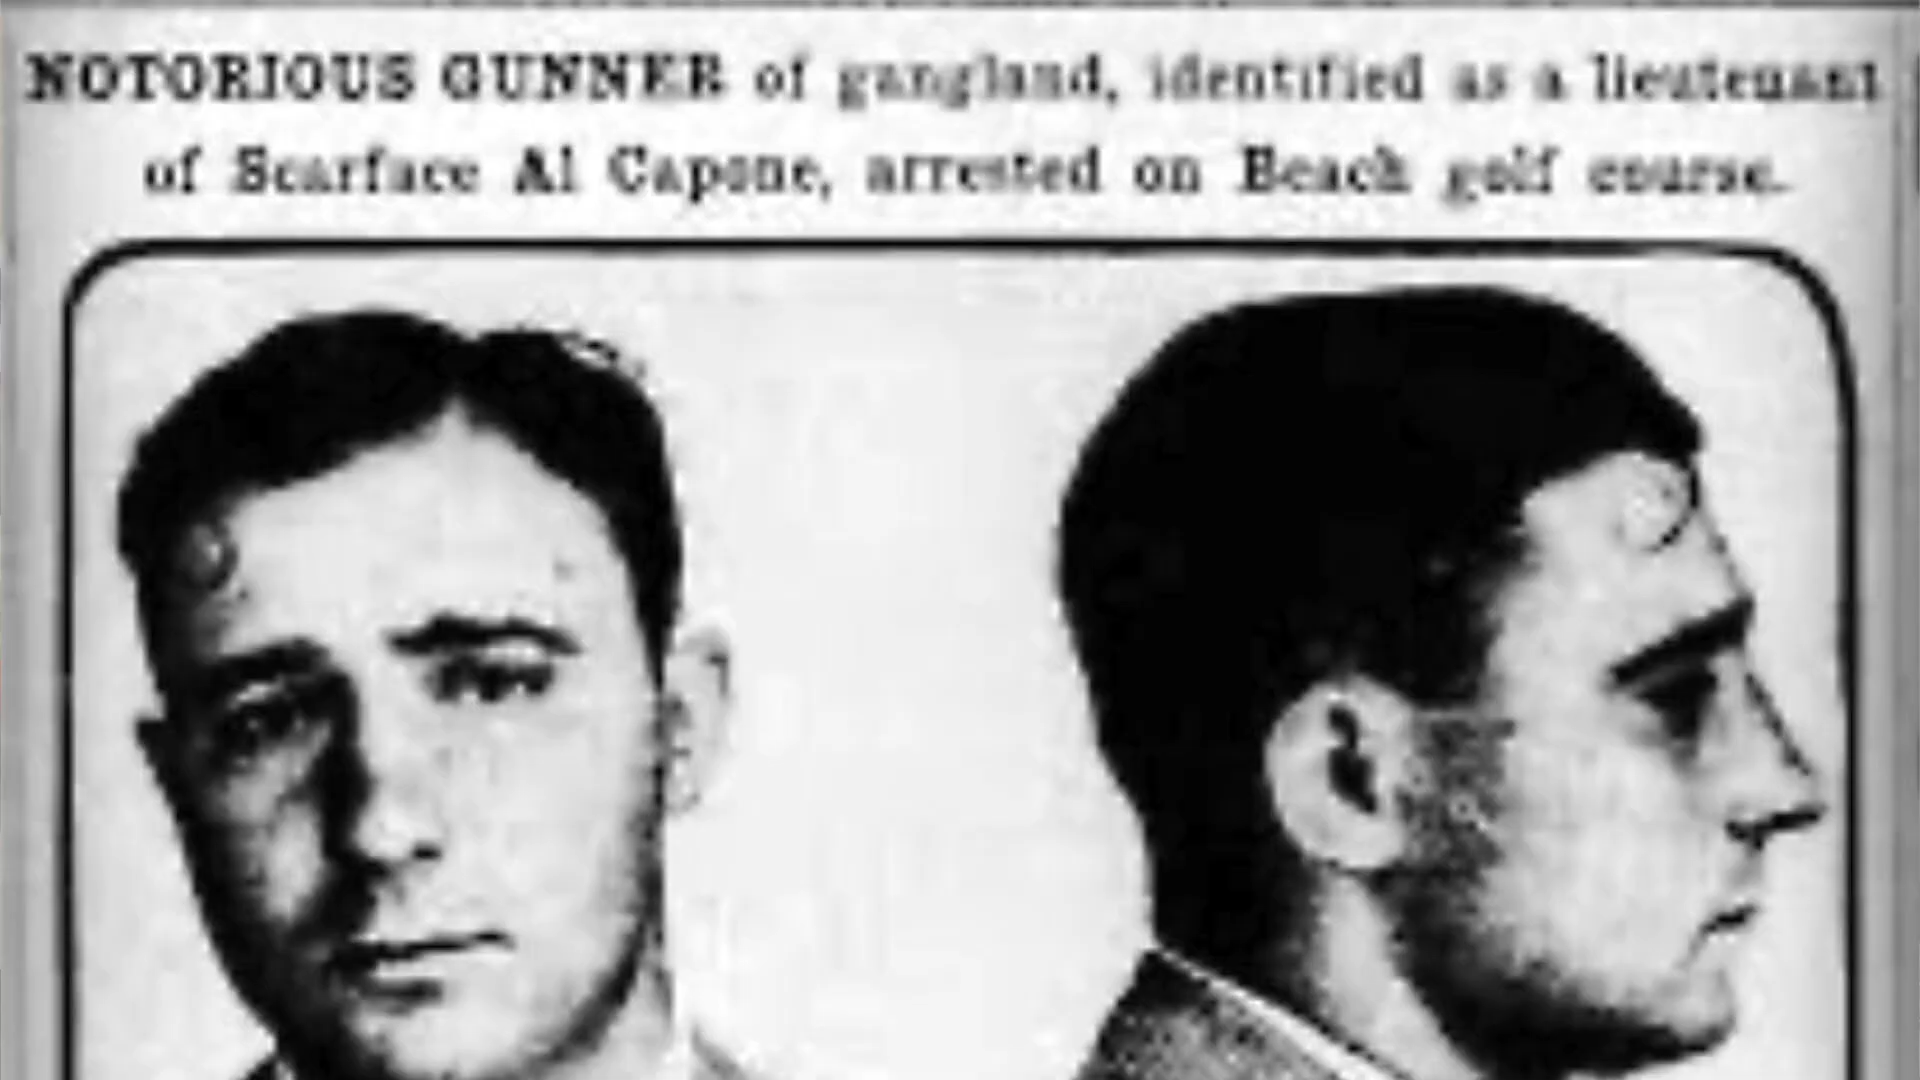 NOTORIOUS GUNNER of gangland, identified as a lieutenant
of Scarface Al Capone, arrested on Beach golf course.